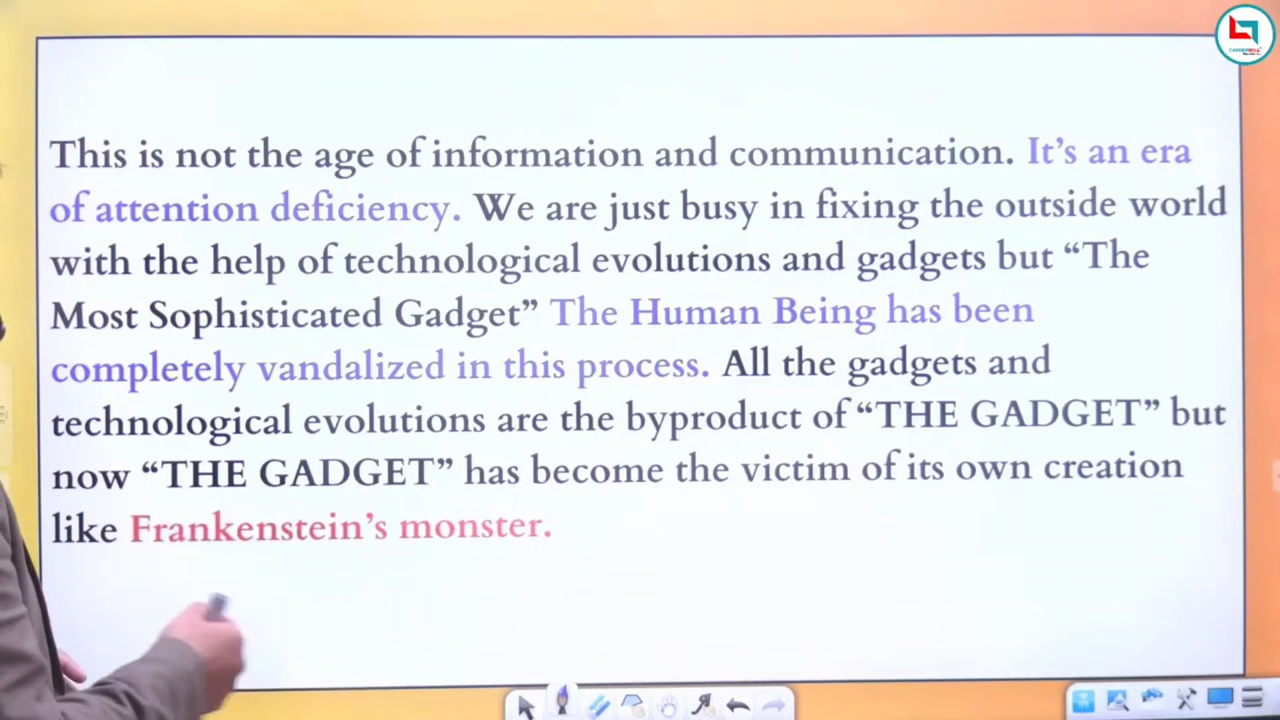 This is not the age of information and communication. It's an era
of attention deficiency. We are just busy in fixing the outside world
with the help of technological evolutions and gadgets but “The
Most Sophisticated Gadget” The Human Being has been
completely vandalized in this process. All the gadgets and
technological evolutions are the byproduct of “THE GADGET” but
now “THE GADGET” has become the victim of its own creation
like Frankenstein’s monster.
CAREERWILL